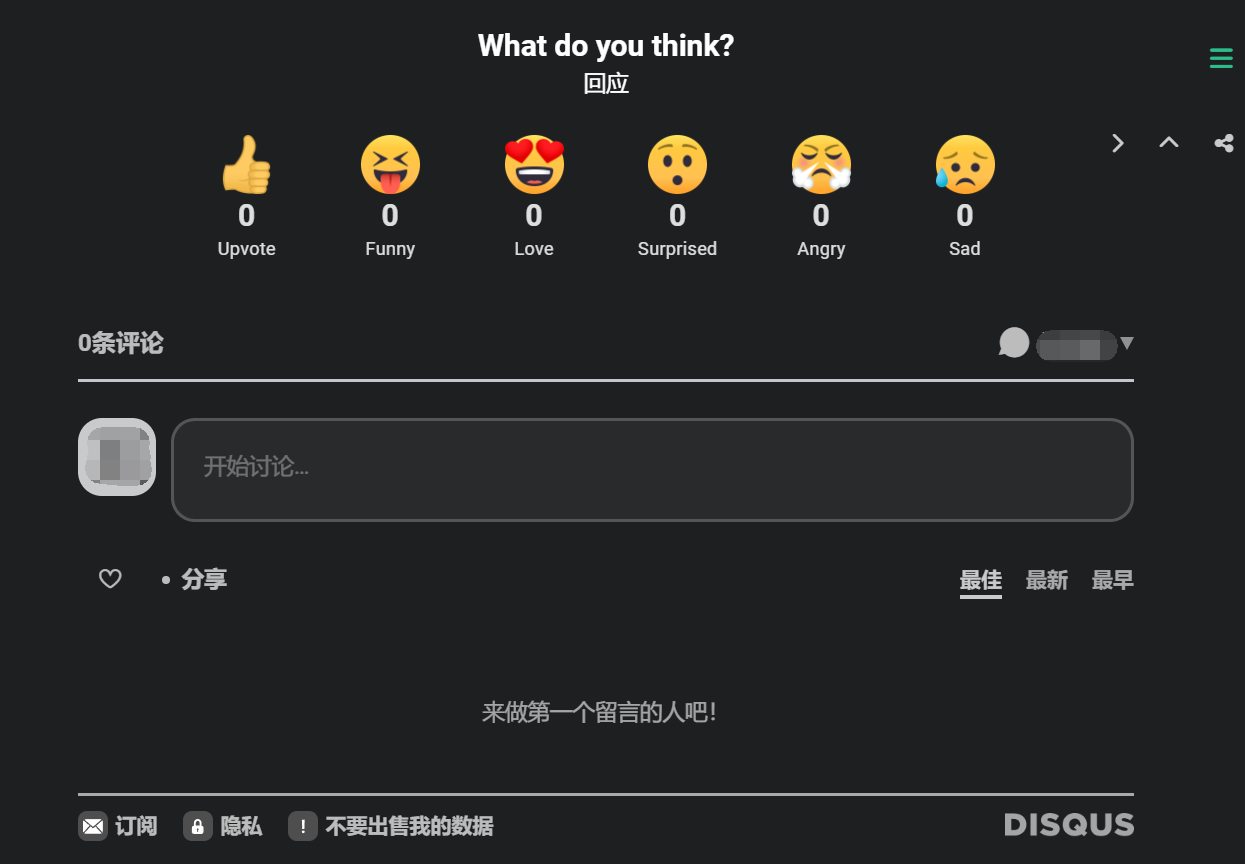 What do you think?
回应
0 0 0 0 0 0
Upvote Funny Love Surprised Angry Sad
0条评论
开始讨论...
• 分享 最佳 最新 最早
来做第一个留言的人吧!
订阅 隐私 ! 不要出售我的数据 DISQUS